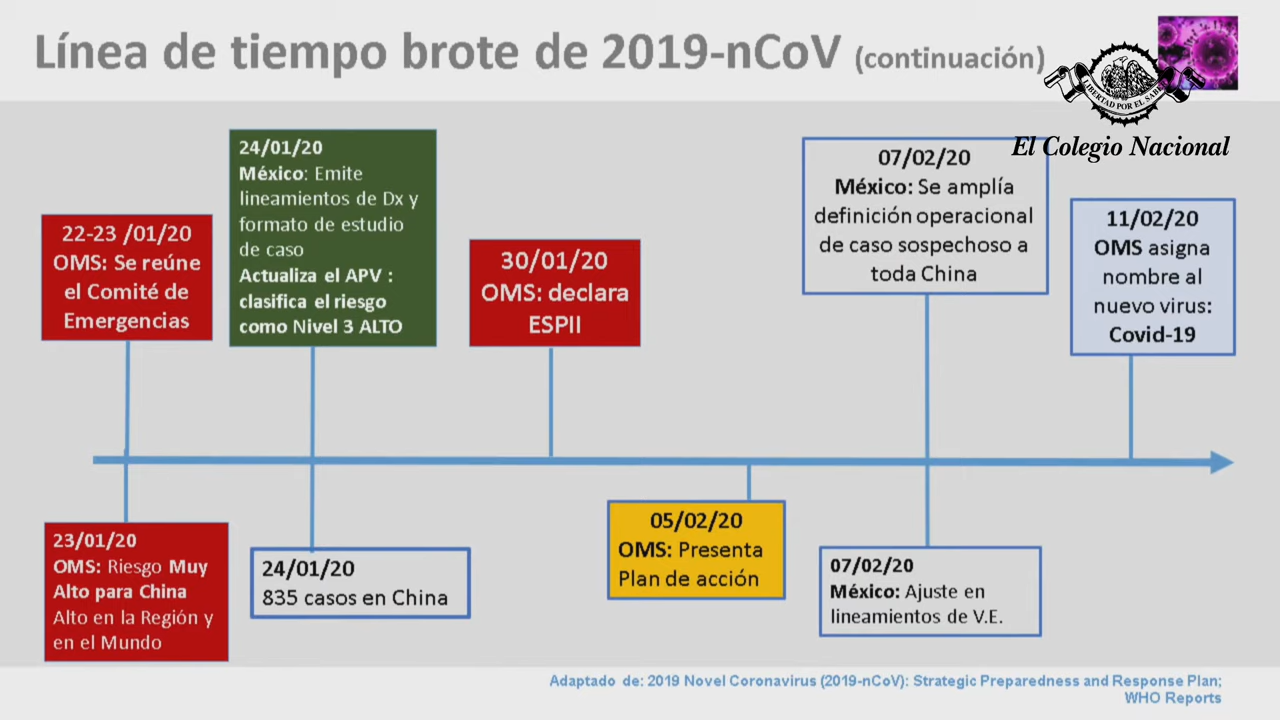 Línea de tiempo brote de 2019-nCoV (continuación)
LIBERTAD POR EL SABER
El Colegio Nacional
22-23 /01/20
OMS: Se reúne
el Comité de
Emergencias
24/01/20
México: Emite
lineamientos de Dx y
formato de estudio
de caso
Actualiza el APV :
clasifica el riesgo
como Nivel 3 ALTO
30/01/20
OMS: declara
ESPII
07/02/20
México: Se amplía
definición operacional
de caso sospechoso a
toda China
11/02/20
OMS asigna
nombre al
nuevo virus:
Covid-19
23/01/20
OMS: Riesgo Muy
Alto para China
Alto en la Región y
en el Mundo
24/01/20
835 casos en China
05/02/20
OMS: Presenta
Plan de acción
07/02/20
México: Ajuste en
lineamientos de V.E.
Adaptado de: 2019 Novel Coronavirus (2019-nCoV): Strategic Preparedness and Response Plan;
WHO Reports